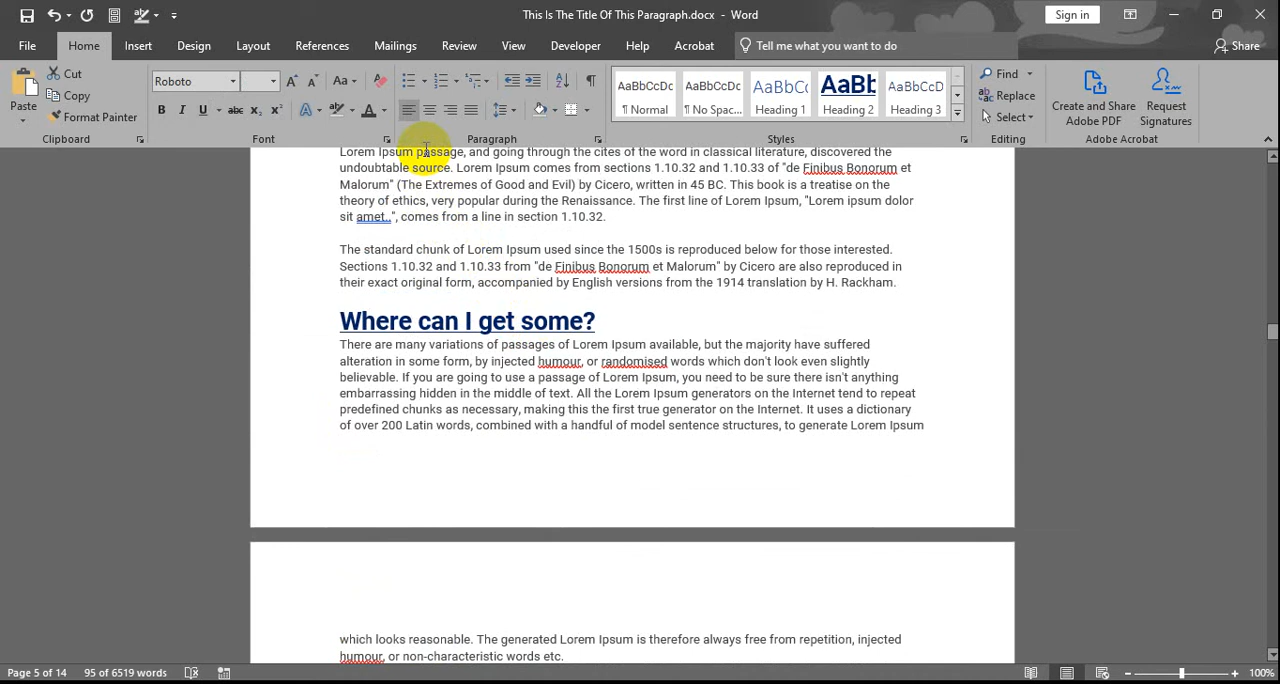 This Is The Title Of This Paragraph.docx - Word
Sign in
File Home Insert Design Layout References Mailings Review View Developer Help Acrobat Tell me what you want to do Share
Paste
Cut
Copy
Format Painter
Clipboard
Roboto
Font
Paragraph
AaBbCcDc AaBbCcDc AaBbCc AaBb AaBbCcD
¶ Normal ¶ No Spac... Heading 1 Heading 2 Heading 3
Styles
Find
Replace
Select
Editing
Create and Share
Adobe PDF
Request
Signatures
Adobe Acrobat
Lorem Ipsum passage, and going through the cites of the word in classical literature, discovered the
undoubtable source. Lorem Ipsum comes from sections 1.10.32 and 1.10.33 of "de Finibus Bonorum et
Malorum" (The Extremes of Good and Evil) by Cicero, written in 45 BC. This book is a treatise on the
theory of ethics, very popular during the Renaissance. The first line of Lorem Ipsum, "Lorem ipsum dolor
sit amet..", comes from a line in section 1.10.32.
The standard chunk of Lorem Ipsum used since the 1500s is reproduced below for those interested.
Sections 1.10.32 and 1.10.33 from "de Finibus Bonorum et Malorum" by Cicero are also reproduced in
their exact original form, accompanied by English versions from the 1914 translation by H. Rackham.
Where can I get some?
There are many variations of passages of Lorem Ipsum available, but the majority have suffered
alteration in some form, by injected humour, or randomised words which don't look even slightly
believable. If you are going to use a passage of Lorem Ipsum, you need to be sure there isn't anything
embarrassing hidden in the middle of text. All the Lorem Ipsum generators on the Internet tend to repeat
predefined chunks as necessary, making this the first true generator on the Internet. It uses a dictionary
of over 200 Latin words, combined with a handful of model sentence structures, to generate Lorem Ipsum
which looks reasonable. The generated Lorem Ipsum is therefore always free from repetition, injected
humour, or non-characteristic words etc.
Page 5 of 14 95 of 6519 words 100%